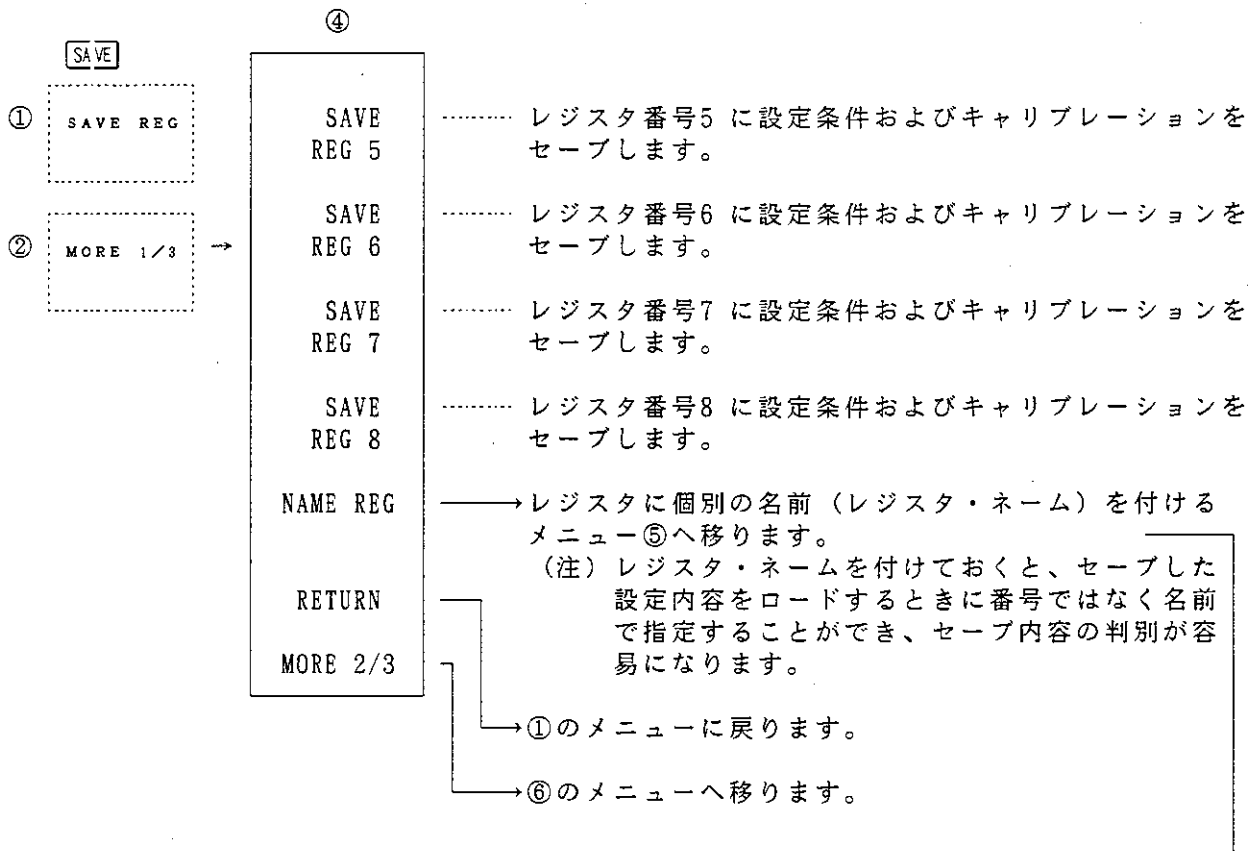 ④
SAVE
① SAVE REG
② MORE 1/3 →
SAVE ……… レジスタ番号5 に設定条件およびキャリブレーションを
REG 5 セーブします。
SAVE ……… レジスタ番号6 に設定条件およびキャリブレーションを
REG 6 セーブします。
SAVE ……… レジスタ番号7 に設定条件およびキャリブレーションを
REG 7 セーブします。
SAVE ……… レジスタ番号8 に設定条件およびキャリブレーションを
REG 8 セーブします。
NAME REG →レジスタに個別の名前（レジスタ・ネーム）を付ける
メニュー⑤へ移ります。
（注）レジスタ・ネームを付けておくと、セーブした
RETURN 設定内容をロードするときに番号ではなく名前
で指定することができ、セーブ内容の判別が容
MORE 2/3 易になります。
→①のメニューに戻ります。
→⑥のメニューへ移ります。